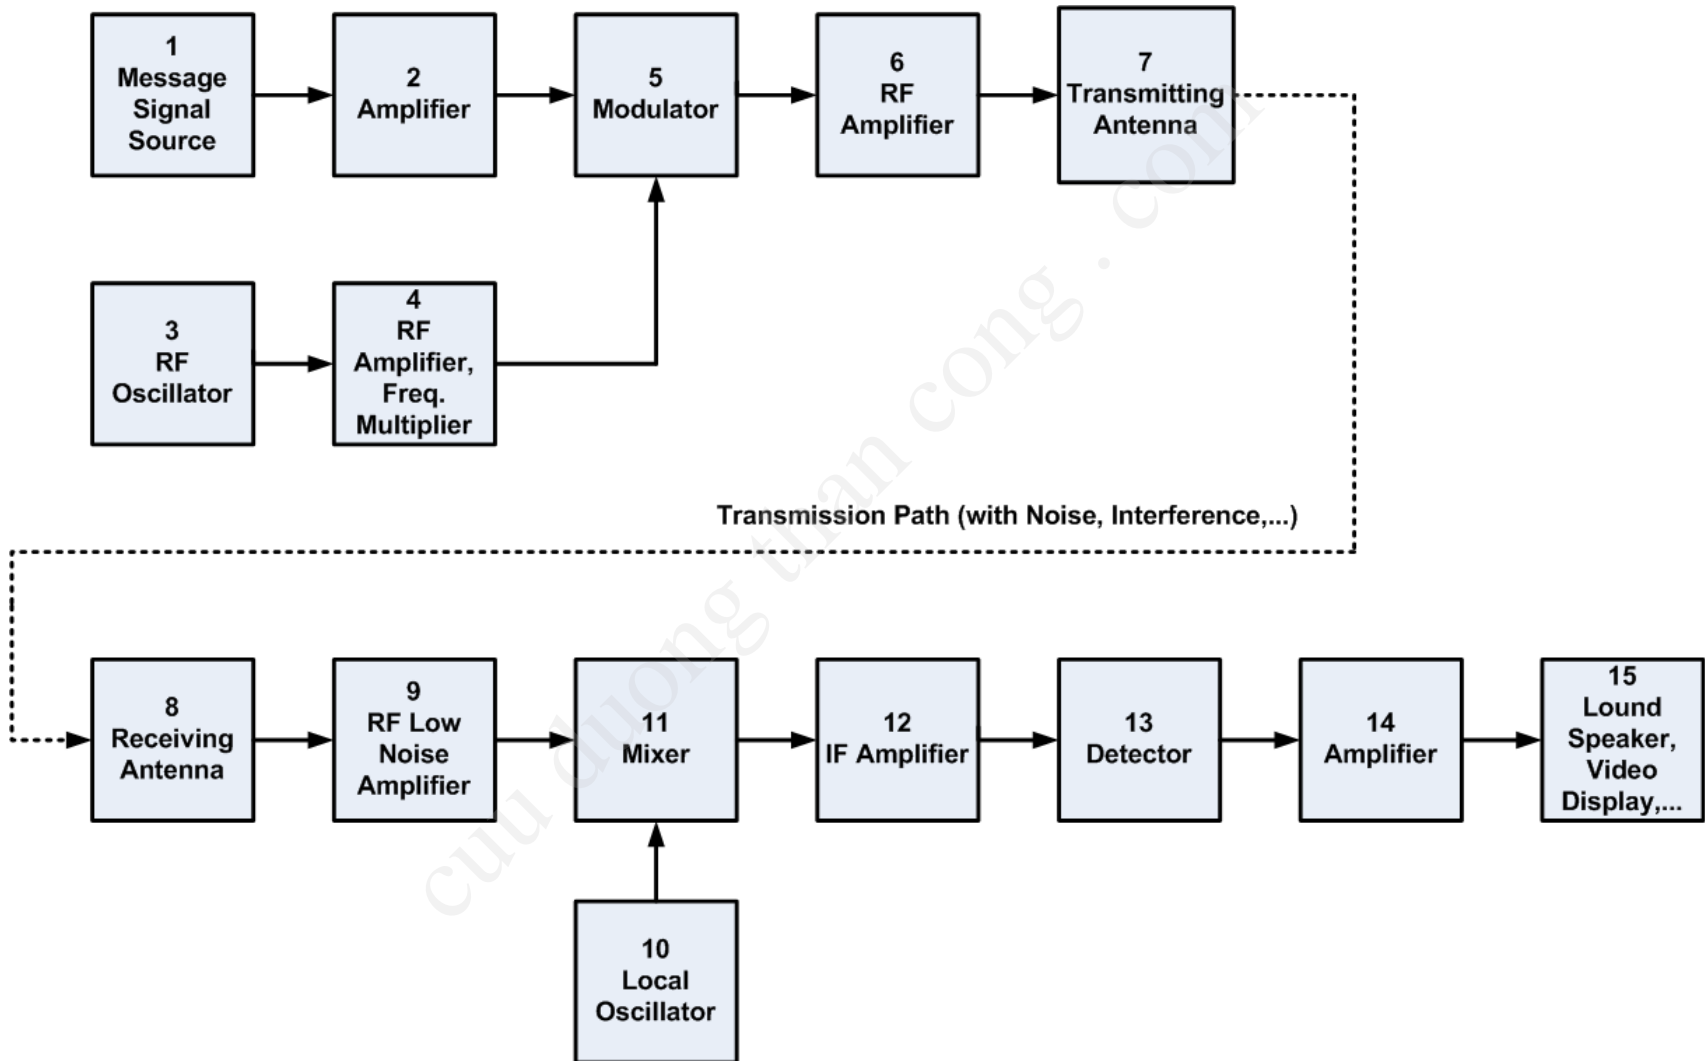 1
Message
Signal
Source
2
Amplifier
5
Modulator
6
RF
Amplifier
7
Transmitting
Antenna
3
RF
Oscillator
4
RF
Amplifier,
Freq.
Multiplier
Transmission Path (with Noise, Interference,...)
8
Receiving
Antenna
9
RF Low
Noise
Amplifier
11
Mixer
12
IF Amplifier
13
Detector
14
Amplifier
15
Lound
Speaker,
Video
Display,...
10
Local
Oscillator
cuu duong than cong . com